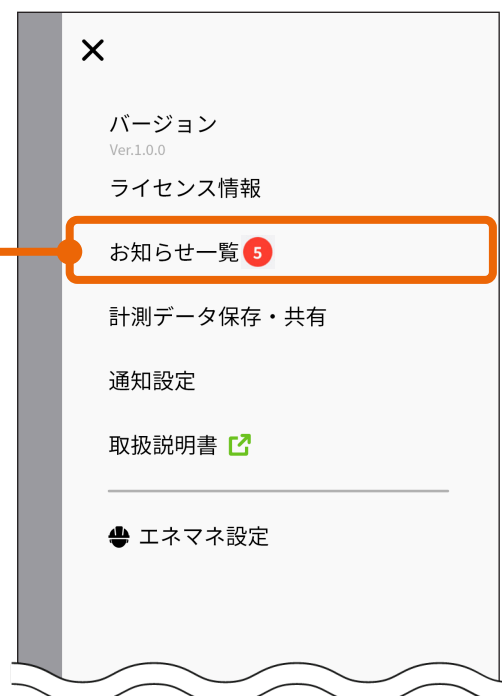 バージョン
Ver.1.0.0
ライセンス情報
お知らせ一覧 5
計測データ保存・共有
通知設定
取扱説明書
エネマネ設定